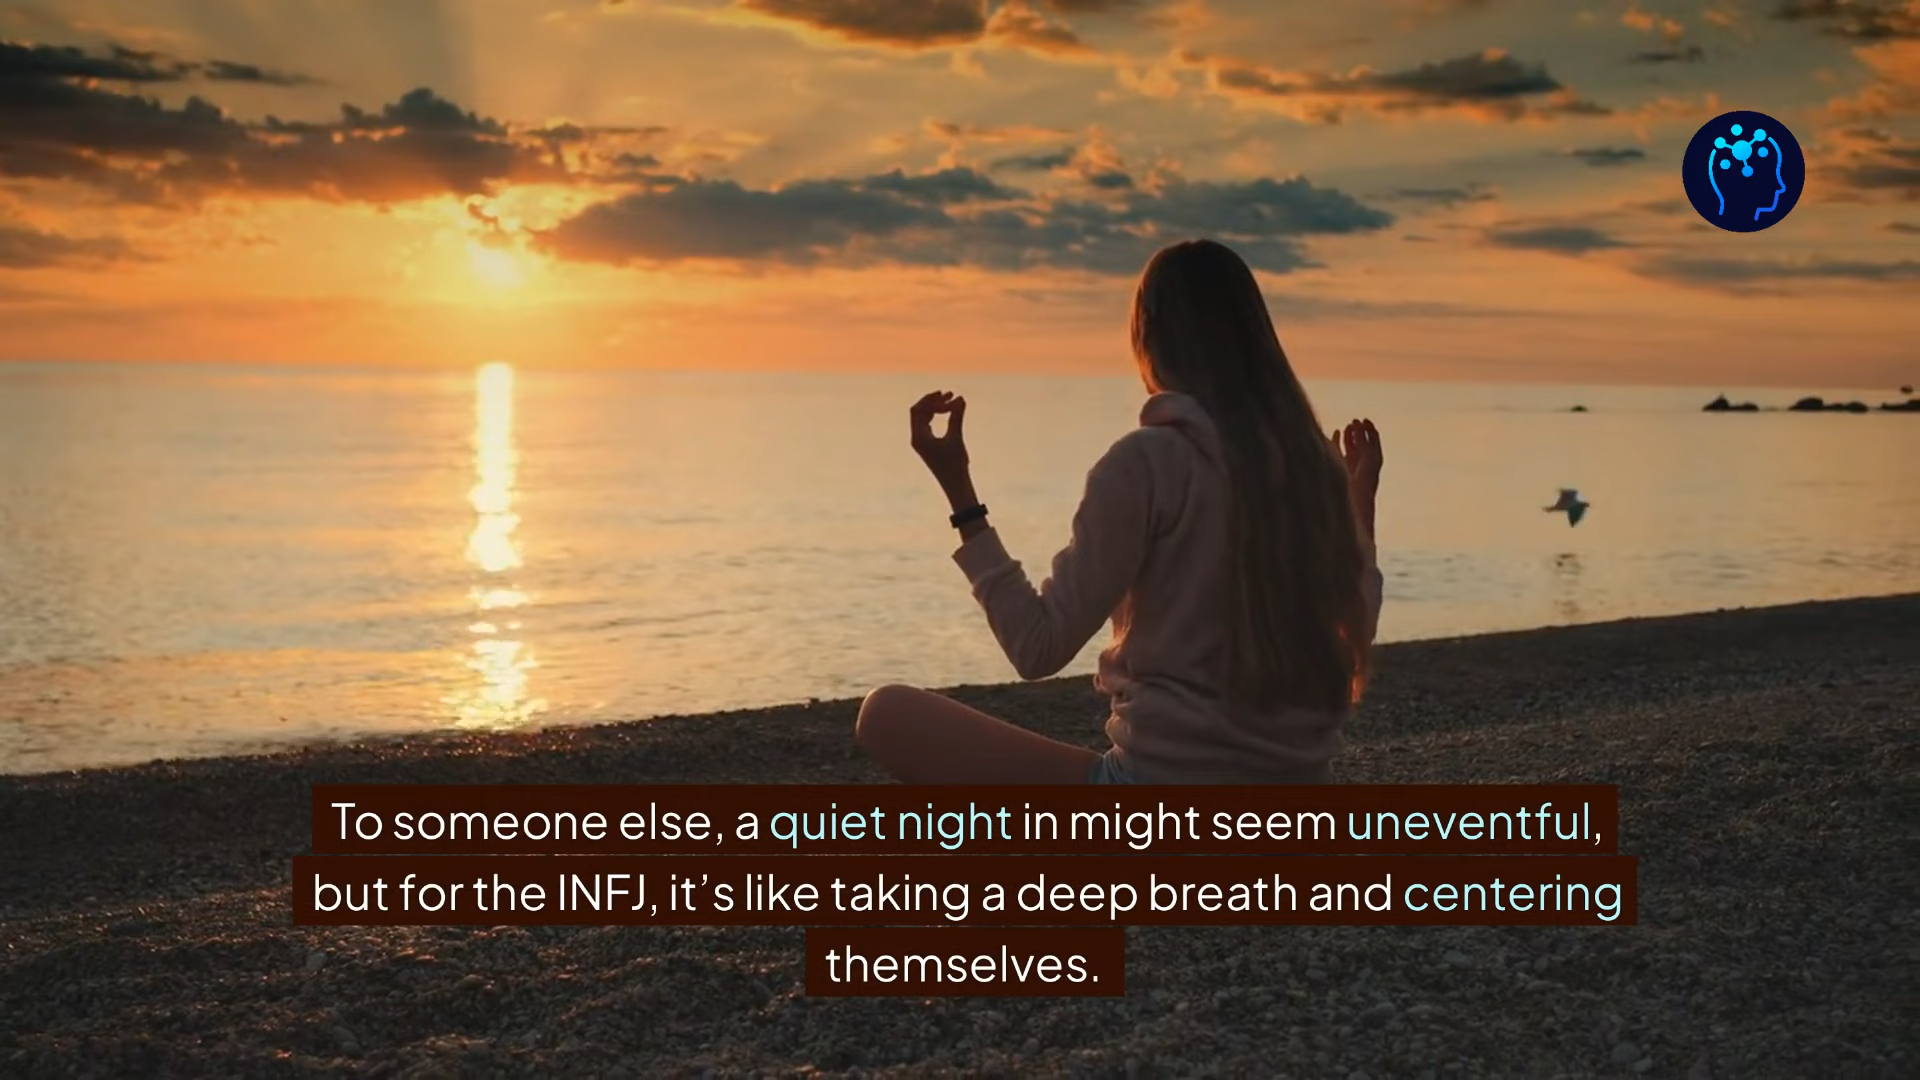 To someone else, a quiet night in might seem uneventful,
but for the INFJ, it’s like taking a deep breath and centering
themselves.